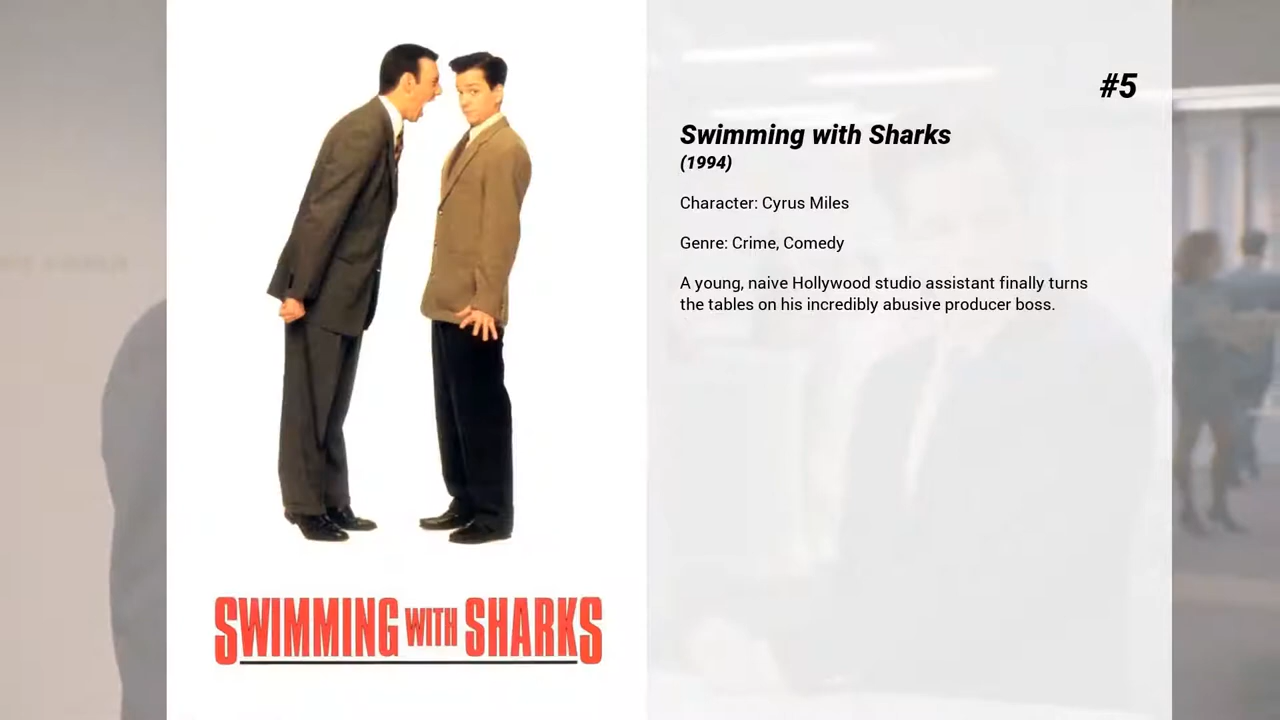 #5
Swimming with Sharks
(1994)
Character: Cyrus Miles
Genre: Crime, Comedy
A young, naive Hollywood studio assistant finally turns
the tables on his incredibly abusive producer boss.
SWIMMING WITH SHARKS